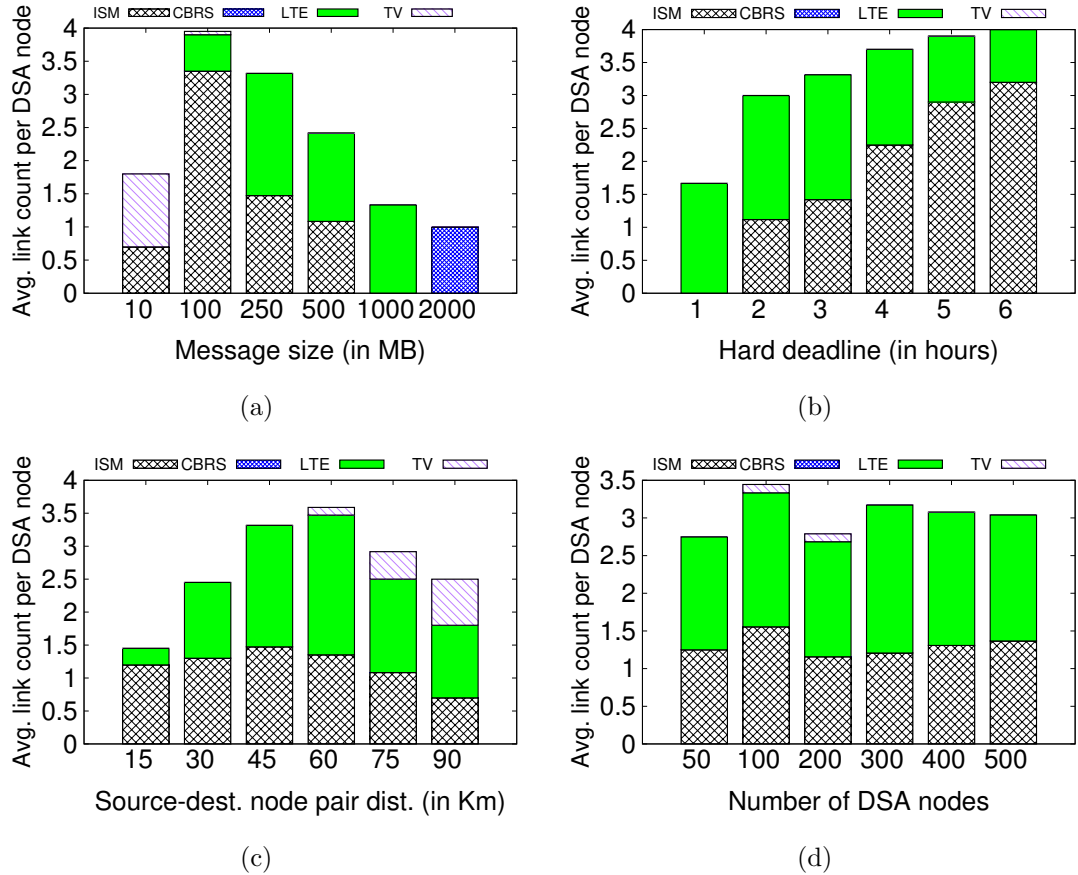 ISM CBRS LTE TV
Avg. link count per DSA node
4
3.5
3
2.5
2
1.5
1
0.5
0
10 100 250 500 1000 2000
Message size (in MB)
(a)
ISM CBRS LTE TV
Avg. link count per DSA node
4
3.5
3
2.5
2
1.5
1
0.5
0
1 2 3 4 5 6
Hard deadline (in hours)
(b)
ISM CBRS LTE TV
Avg. link count per DSA node
4
3.5
3
2.5
2
1.5
1
0.5
0
15 30 45 60 75 90
Source-dest. node pair dist. (in Km)
(c)
ISM CBRS LTE TV
Avg. link count per DSA node
3.5
3
2.5
2
1.5
1
0.5
0
50 100 200 300 400 500
Number of DSA nodes
(d)